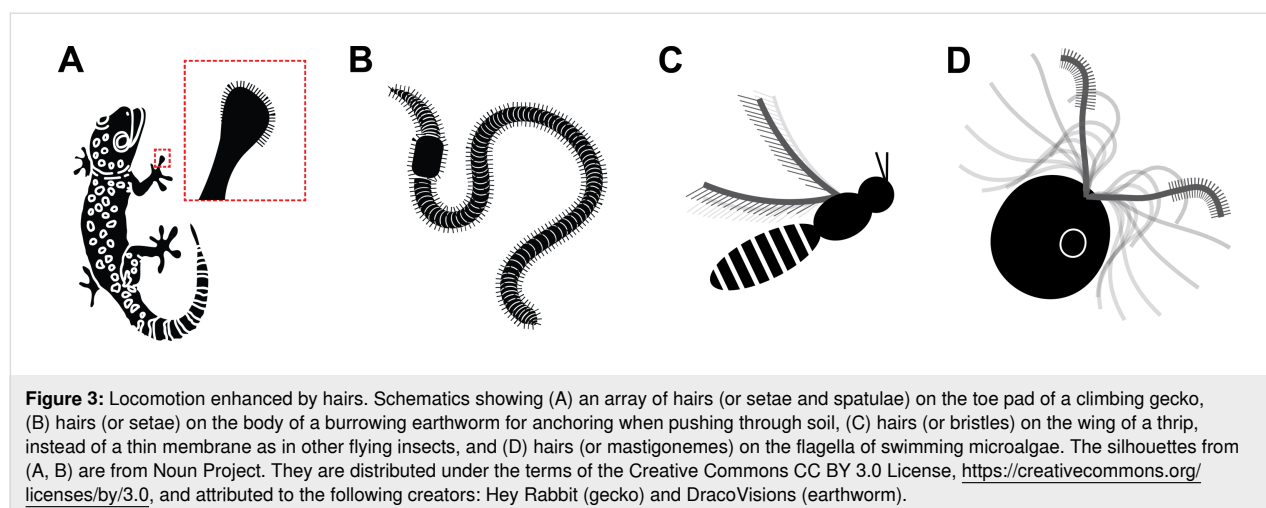 A
B
C
D
Figure 3: Locomotion enhanced by hairs. Schematics showing (A) an array of hairs (or setae and spatulae) on the toe pad of a climbing gecko,
(B) hairs (or setae) on the body of a burrowing earthworm for anchoring when pushing through soil, (C) hairs (or bristles) on the wing of a thrip,
instead of a thin membrane as in other flying insects, and (D) hairs (or mastigonemes) on the flagella of swimming microalgae. The silhouettes from
(A, B) are from Noun Project. They are distributed under the terms of the Creative Commons CC BY 3.0 License, https://creativecommons.org/
licenses/by/3.0, and attributed to the following creators: Hey Rabbit (gecko) and DracoVisions (earthworm).